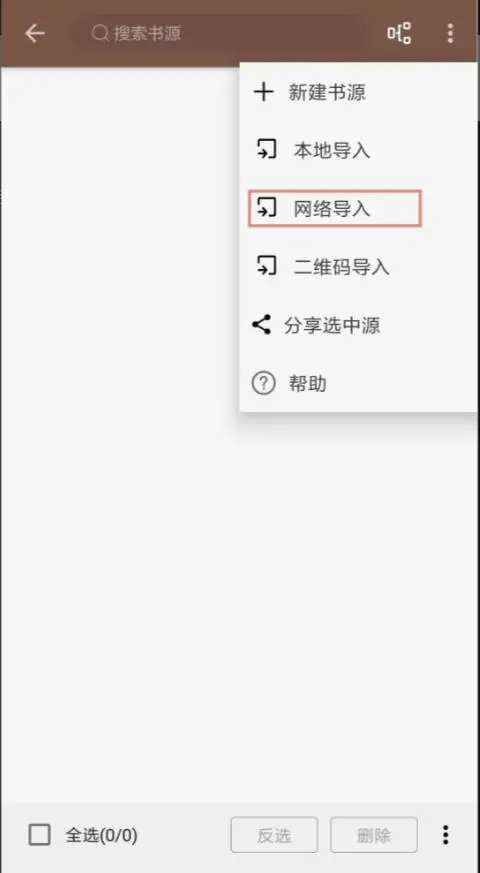 搜索书源
新建书源
本地导入
网络导入
二维码导入
分享选中源
帮助
全选(0/0)
反选
删除